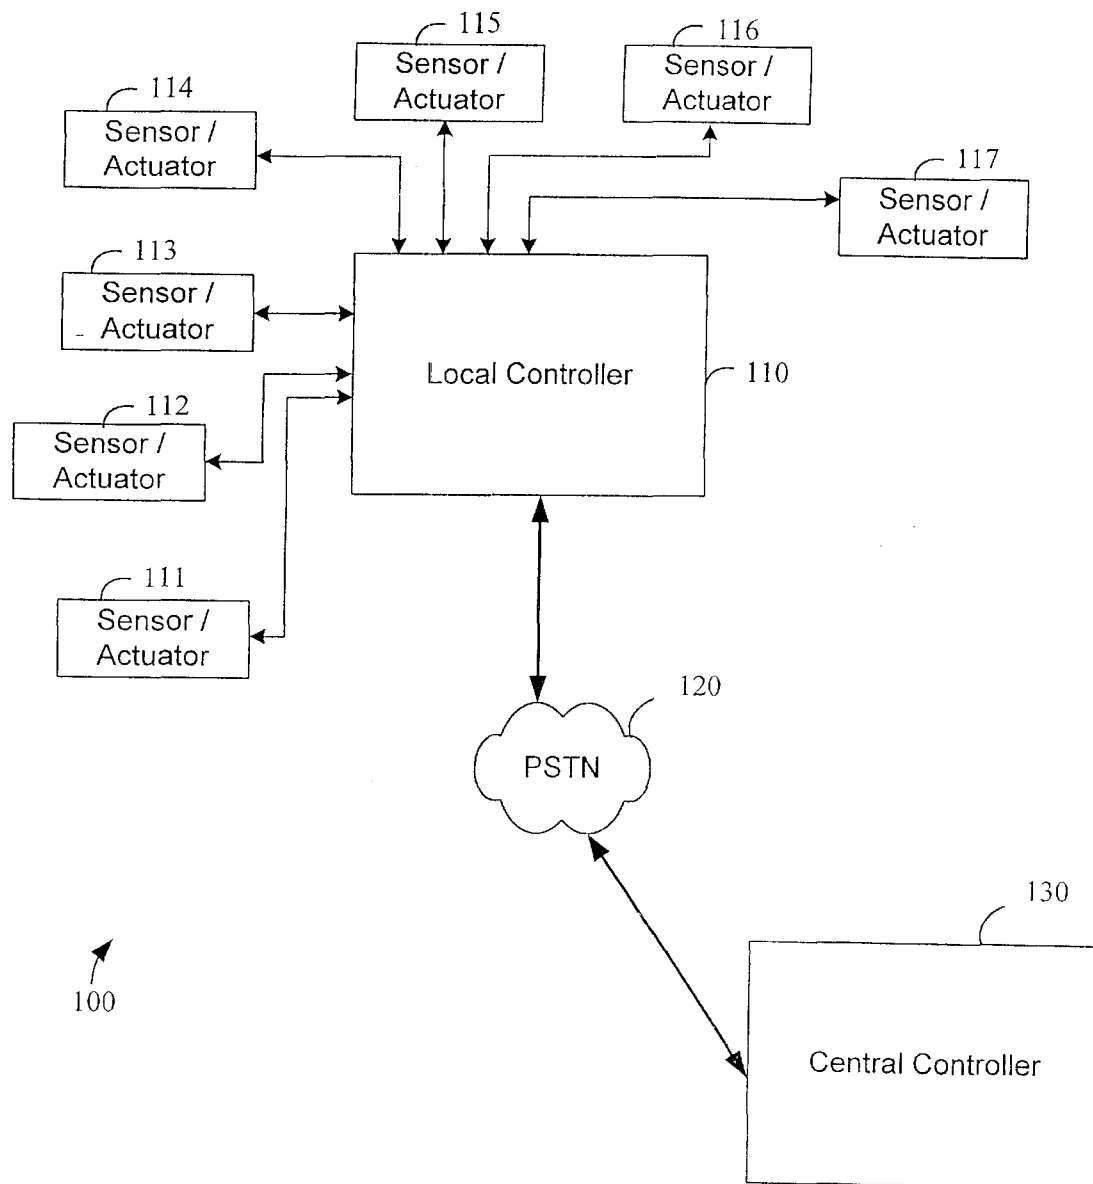 115
Sensor /
Actuator
116
Sensor /
Actuator
114
Sensor /
Actuator
117
Sensor /
Actuator
113
Sensor /
Actuator
Local Controller
110
112
Sensor /
Actuator
111
Sensor /
Actuator
120
PSTN
130
Central Controller
100